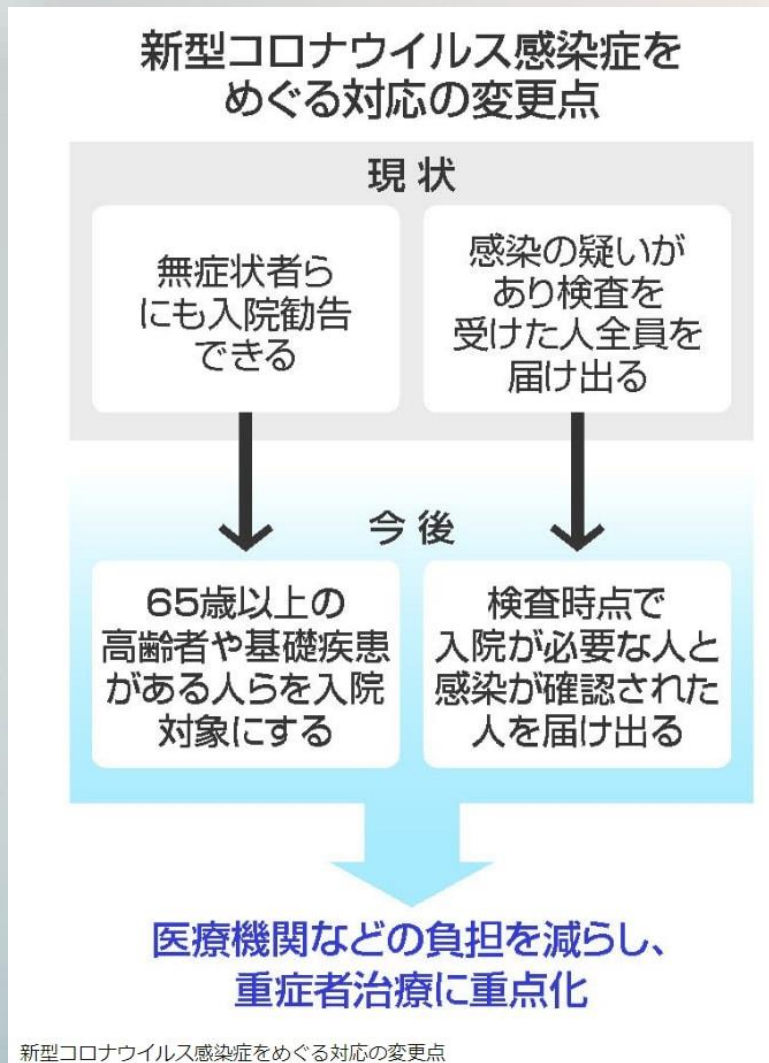 新型コロナウイルス感染症を
めぐる対応の変更点
現状
無症状者ら
にも入院勧告
できる
感染の疑いが
あり検査を
受けた人全員を
届け出る
今後
65歳以上の
高齢者や基礎疾患
がある人らを入院
対象にする
検査時点で
入院が必要な人と
感染が確認された
人を届け出る
医療機関などの負担を減らし、
重症者治療に重点化
新型コロナウイルス感染症をめぐる対応の変更点